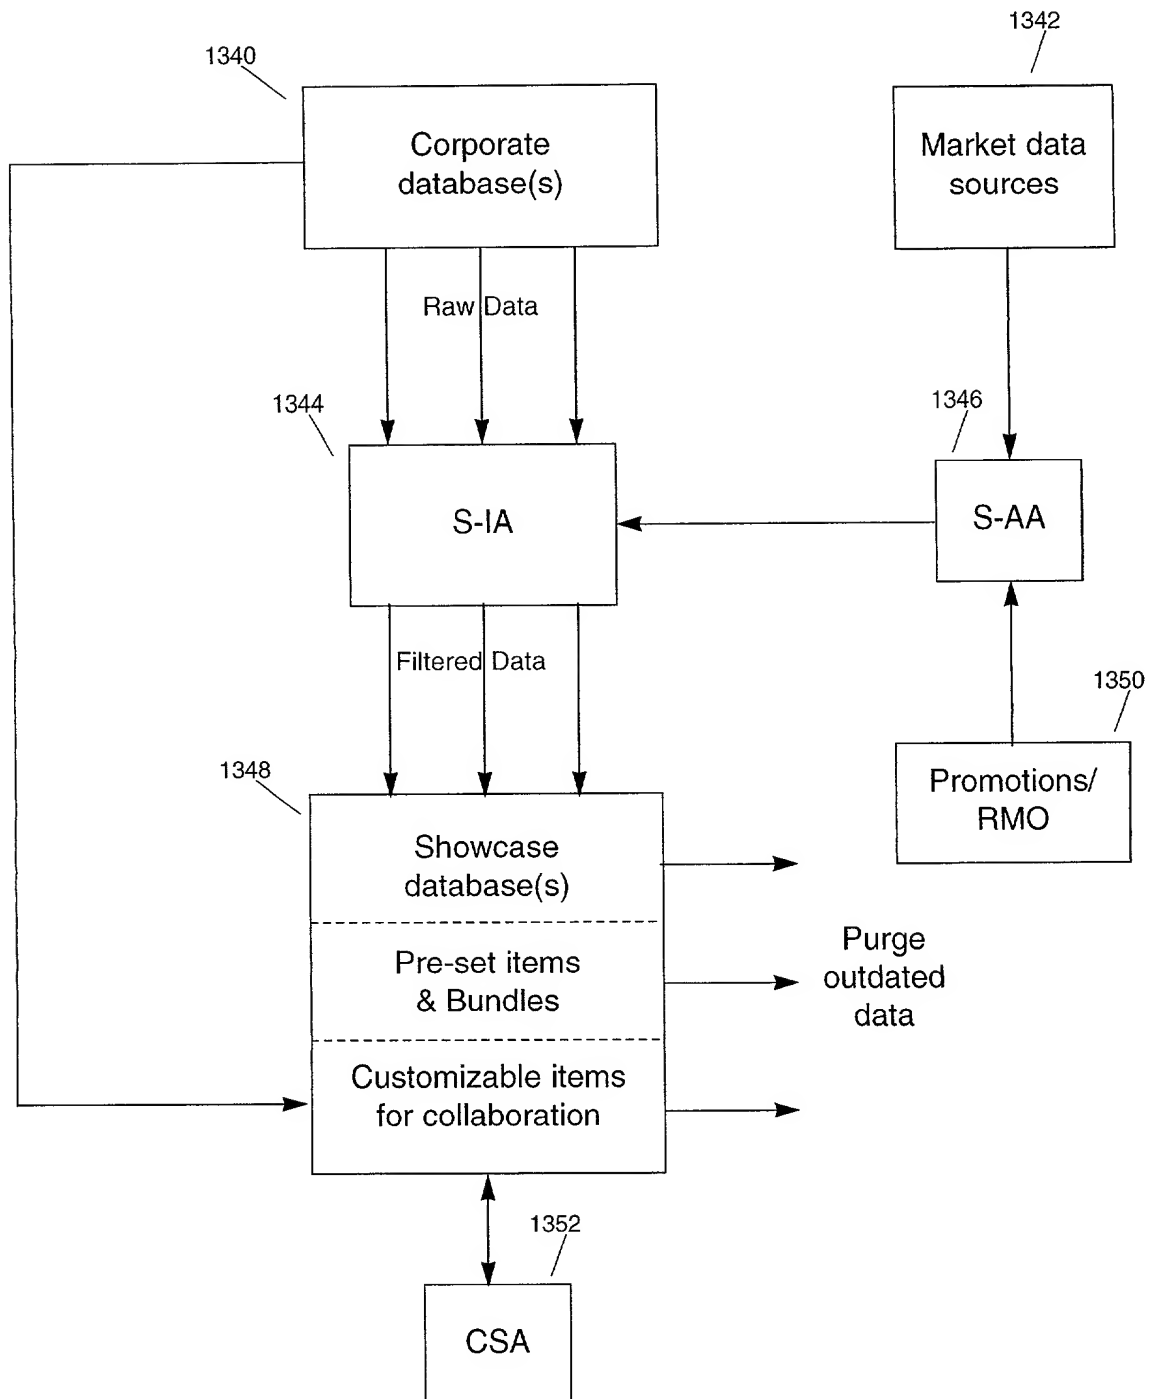 1342
1340
Corporate
database(s)
Market data
sources
Raw Data
1344
1346
S-IA
S-AA
Filtered Data
1350
1348
Promotions/
RMO
Showcase
database(s)
Pre-set items
& Bundles
Purge
outdated
data
Customizable items
for collaboration
1352
CSA